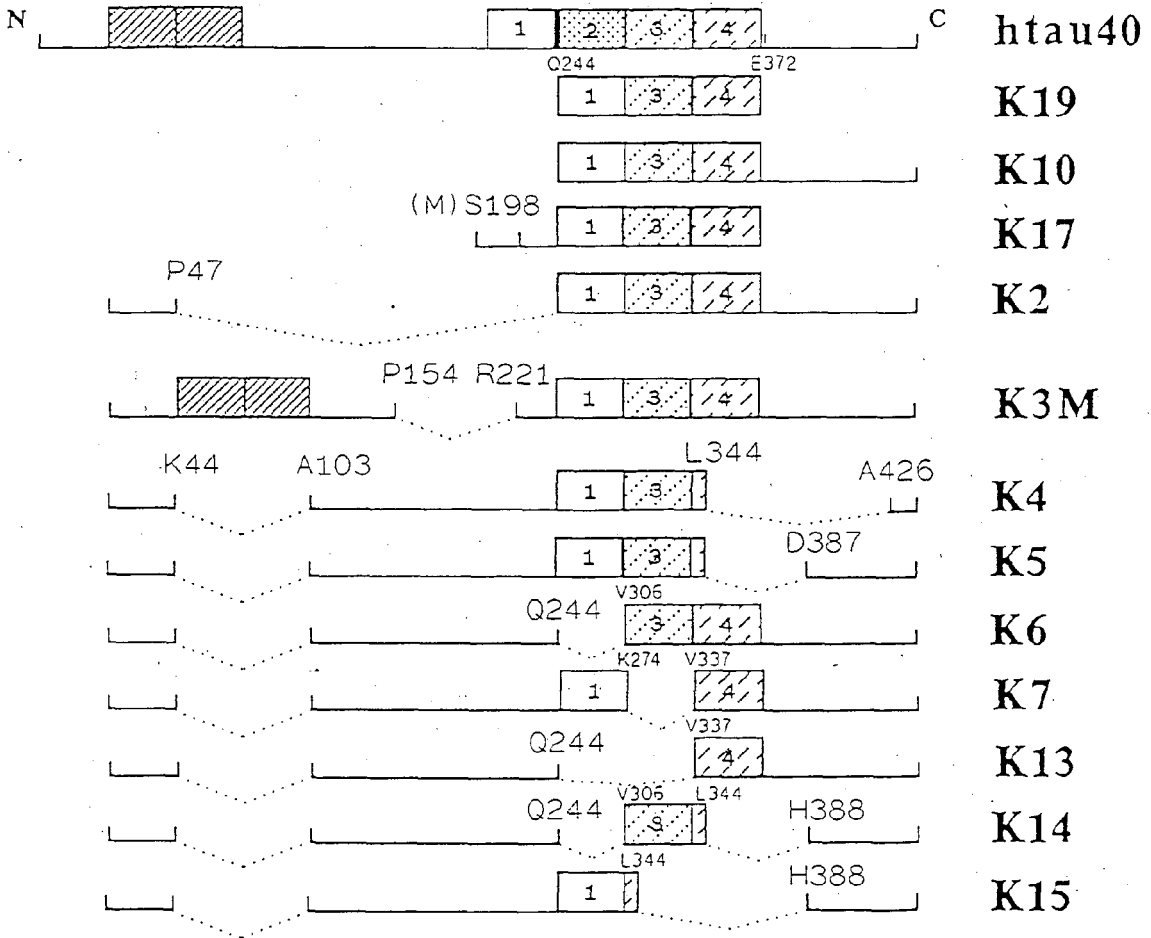 N C htau40
1 2 3 4
Q244 E372
1 3 4 K19
1 3 4 K10
(M) S198
1 3 4 K17
P47
1 3 4 K2
P154 R221
1 3 4 K3M
K44 A103 L344 A426
1 3 K4
D387
1 3 K5
V306
Q244
3 4 K6
K274 V337
1 4 K7
V337
Q244
4 K13
V306 L344
Q244 H388
3 K14
L344
H388
1 K15